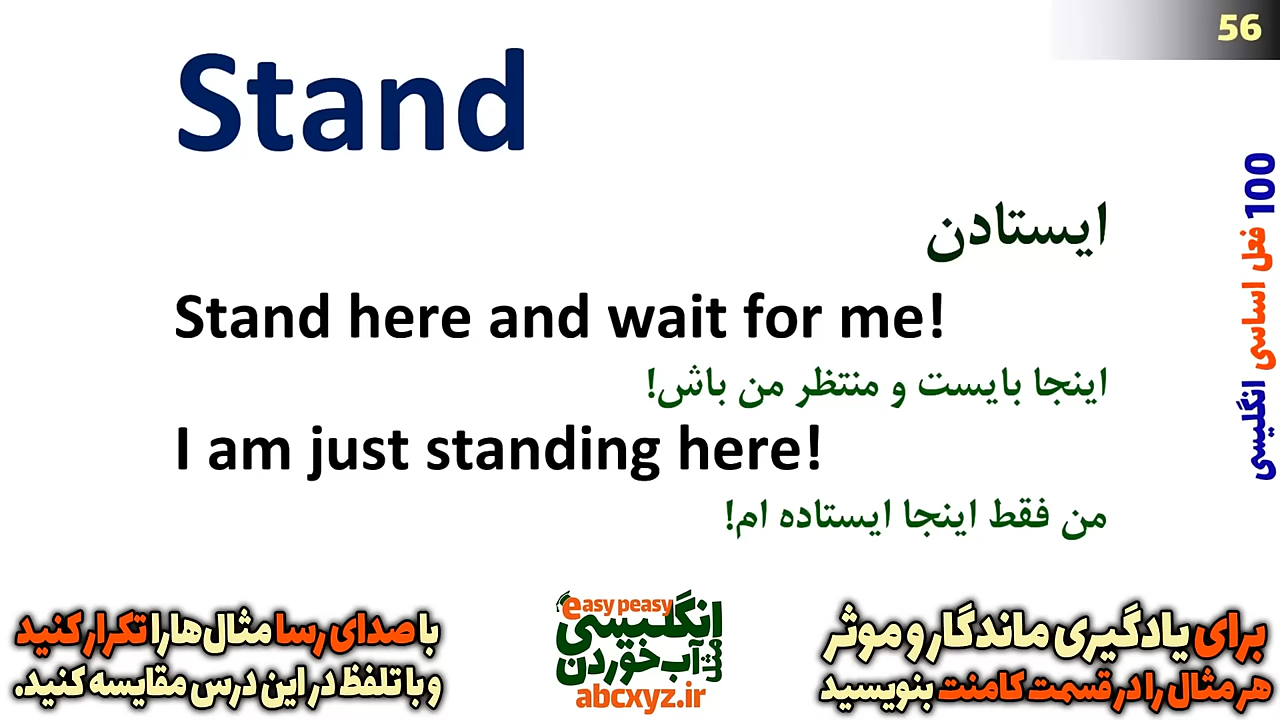 56
Stand
ایستادن
Stand here and wait for me!
اینجا بایست و منتظر من باش!
I am just standing here!
من فقط اینجا ایستاده ام!
100 فعل اساسی انگلیسی
برای یادگیری ماندگار و موثر
هر مثال را در قسمت کامنت بنویسید
easy peasy
انگلیسی
مثل آب خوردن
abcxyz.ir
با صدای رسا مثال‌ها را تکرار کنید
و با تلفظ در این درس مقایسه کنید.